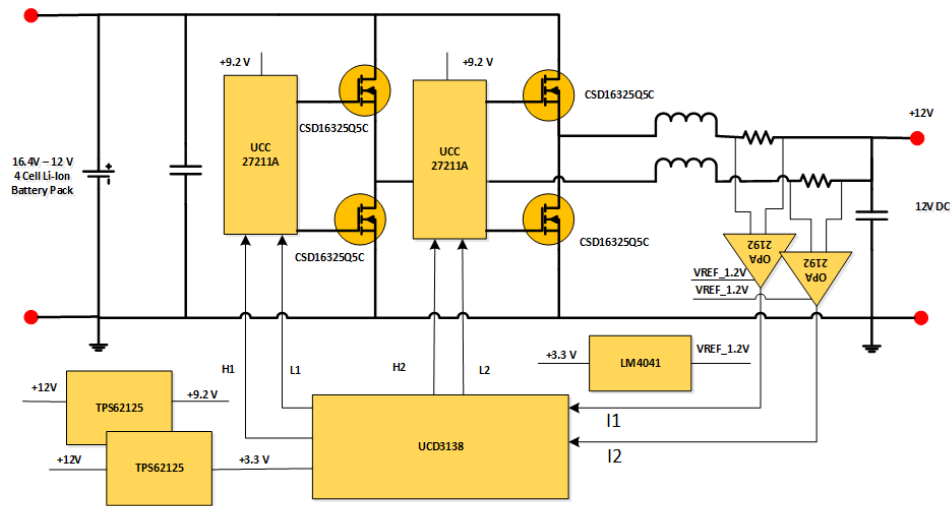 +9.2 V
+9.2 V
CSD16325Q5C
+12V
CSD16325Q5C
UCC
27211A
UCC
27211A
16.4V – 12 V
4 Cell Li-Ion
Battery Pack
12V DC
CSD16325Q5C
CSD16325Q5C
OPA
2192
OPA
2192
VREF_1.2V
VREF_1.2V
H1
L1
H2
L2
+3.3 V
LM4041
VREF_1.2V
+12V
TPS62125
+9.2 V
I1
UCD3138
I2
+12V
TPS62125
+3.3 V